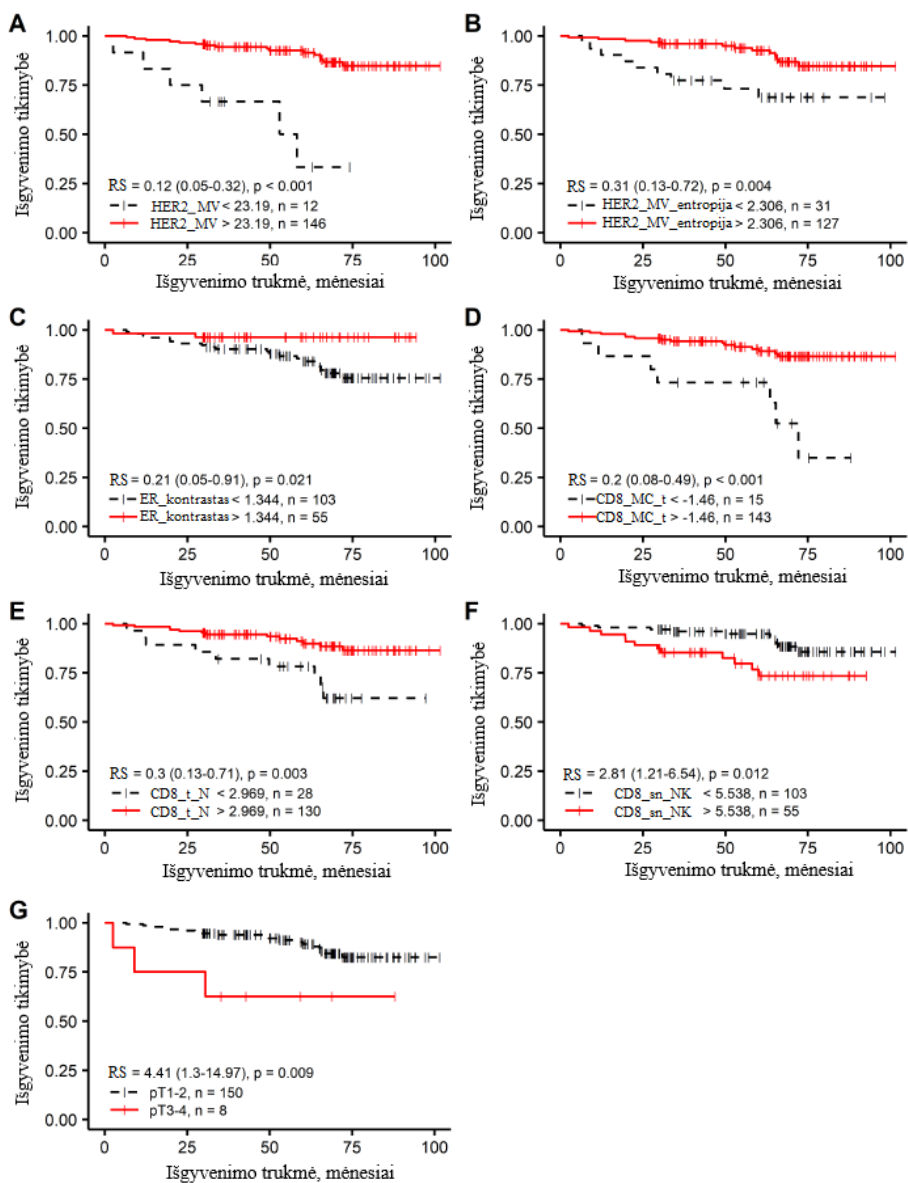 A
Išgyvenimo tikimybė
1.00
0.75
0.50
0.25
0.00
RS = 0.12 (0.05-0.32), p < 0.001
HER2_MV < 23.19, n = 12
HER2_MV > 23.19, n = 146
0 25 50 75 100
Išgyvenimo trukmė, mėnesiai
B
Išgyvenimo tikimybė
1.00
0.75
0.50
0.25
0.00
RS = 0.31 (0.13-0.72), p = 0.004
HER2_MV_entropija < 2.306, n = 31
HER2_MV_entropija > 2.306, n = 127
0 25 50 75 100
Išgyvenimo trukmė, mėnesiai
C
Išgyvenimo tikimybė
1.00
0.75
0.50
0.25
0.00
RS = 0.21 (0.05-0.91), p = 0.021
ER_kontrastas < 1.344, n = 103
ER_kontrastas > 1.344, n = 55
0 25 50 75 100
Išgyvenimo trukmė, mėnesiai
D
Išgyvenimo tikimybė
1.00
0.75
0.50
0.25
0.00
RS = 0.2 (0.08-0.49), p < 0.001
CD8_MC_t < -1.46, n = 15
CD8_MC_t > -1.46, n = 143
0 25 50 75 100
Išgyvenimo trukmė, mėnesiai
E
Išgyvenimo tikimybė
1.00
0.75
0.50
0.25
0.00
RS = 0.3 (0.13-0.71), p = 0.003
CD8_t_N < 2.969, n = 28
CD8_t_N > 2.969, n = 130
0 25 50 75 100
Išgyvenimo trukmė, mėnesiai
F
Išgyvenimo tikimybė
1.00
0.75
0.50
0.25
0.00
RS = 2.81 (1.21-6.54), p = 0.012
CD8_sn_NK < 5.538, n = 103
CD8_sn_NK > 5.538, n = 55
0 25 50 75 100
Išgyvenimo trukmė, mėnesiai
G
Išgyvenimo tikimybė
1.00
0.75
0.50
0.25
0.00
RS = 4.41 (1.3-14.97), p = 0.009
pT1-2, n = 150
pT3-4, n = 8
0 25 50 75 100
Išgyvenimo trukmė, mėnesiai